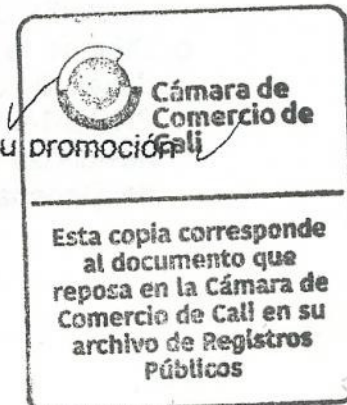 Cámara de
Comercio de
Cali
u promoción
Esta copia corresponde
al documento que
reposa en la Cámara de
Comercio de Cali en su
archivo de Registros
Públicos